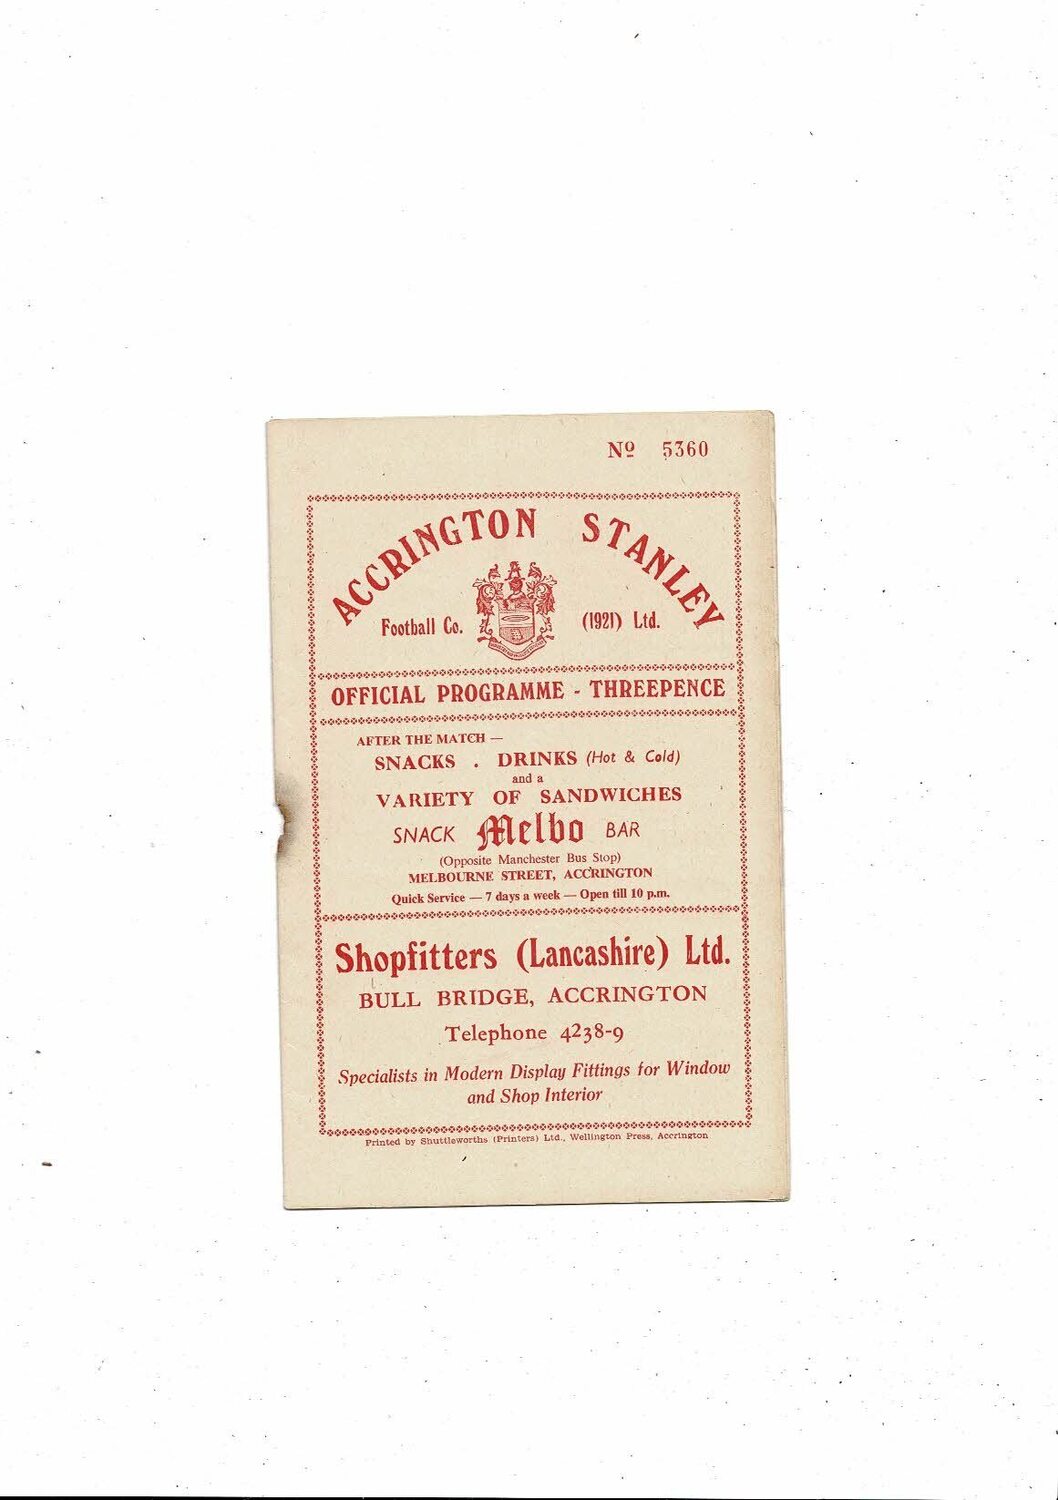 Nº 5360
ACCRINGTON STANLEY
Football Co. (1921) Ltd.
OFFICIAL PROGRAMME - THREEPENCE
AFTER THE MATCH —
SNACKS . DRINKS (Hot & Cold)
and a
VARIETY OF SANDWICHES
SNACK Melbo BAR
(Opposite Manchester Bus Stop)
MELBOURNE STREET, ACCRINGTON
Quick Service — 7 days a week — Open till 10 p.m.
Shopfitters (Lancashire) Ltd.
BULL BRIDGE, ACCRINGTON
Telephone 4238-9
Specialists in Modern Display Fittings for Window
and Shop Interior
Printed by Shuttleworths (Printers) Ltd., Wellington Press, Accrington